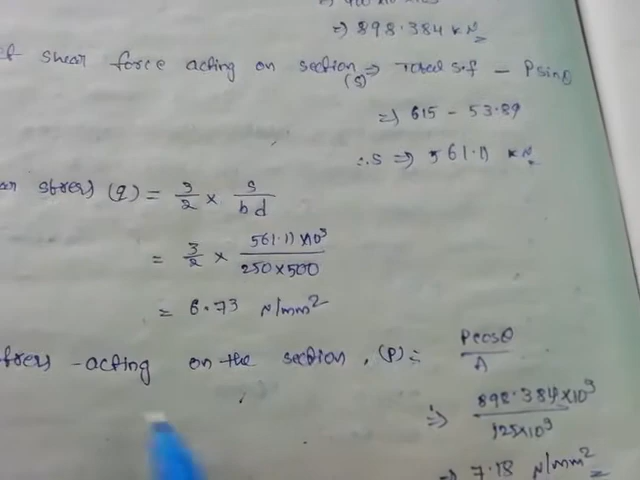 ⇒ 898.384 kN
shear force acting on section (S) ⇒ Total S.F - P sinθ
⇒ 615 - 53.89
∴ S ⇒ 561.11 kN
stress (q) = 3/2 × S/bd
= 3/2 × 561.11×10³/250×500
= 6.73 N/mm²
stress acting on the section, (P) = Pcosθ/A
⇒ 898.384×10³/125×10³
⇒ 7.18 N/mm²